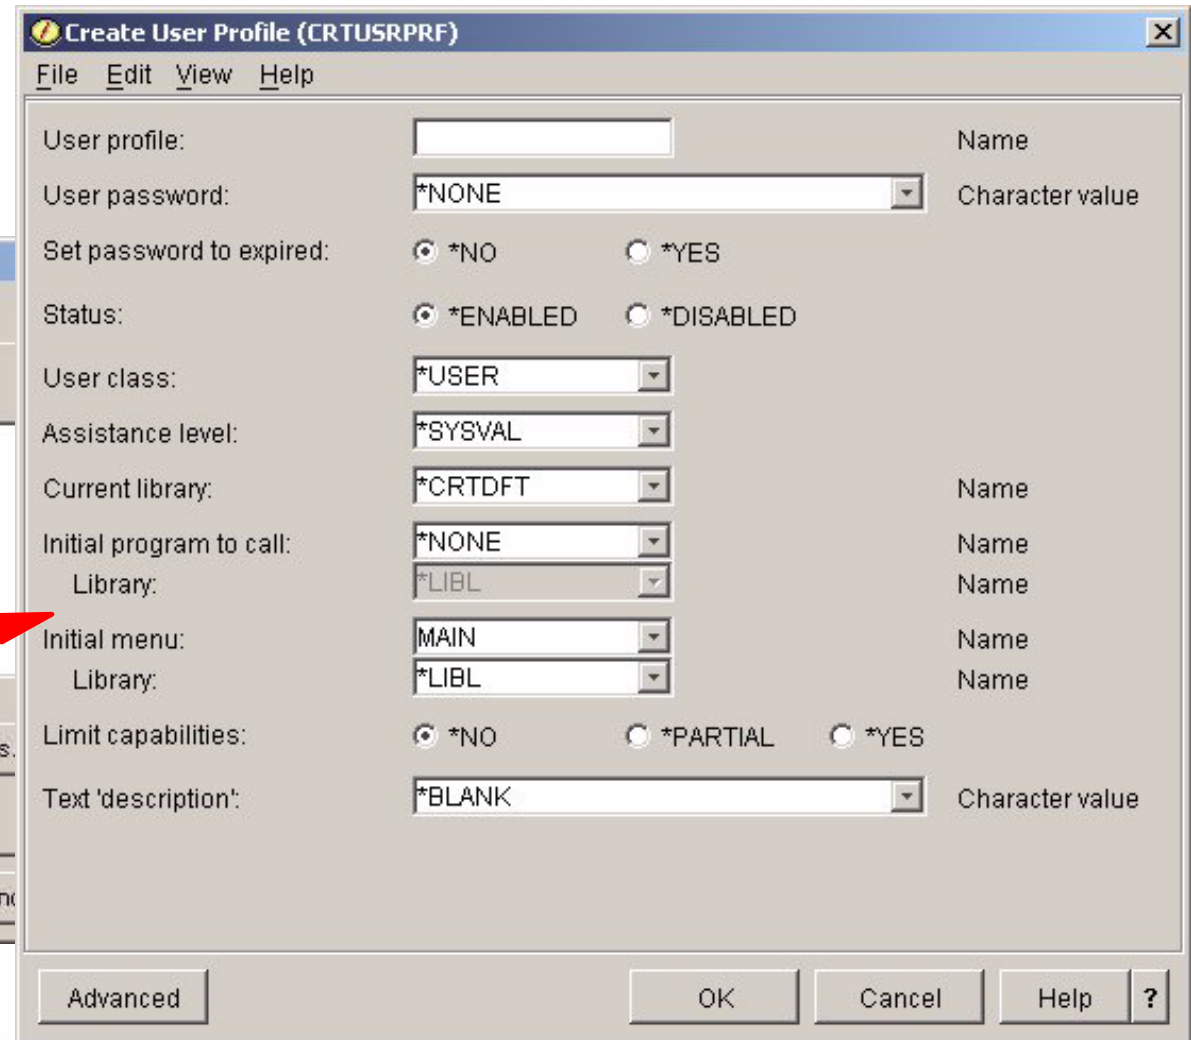 Create User Profile (CRTUSRPRF)
File Edit View Help
User profile: Name
User password: *NONE Character value
Set password to expired: *NO *YES
Status: *ENABLED *DISABLED
User class: *USER
Assistance level: *SYSVAL
Current library: *CRTDFT Name
Initial program to call: *NONE Name
Library: *LIBL Name
Initial menu: MAIN Name
Library: *LIBL Name
s.
Limit capabilities: *NO *PARTIAL *YES
Text 'description': *BLANK Character value
Advanced OK Cancel Help ?